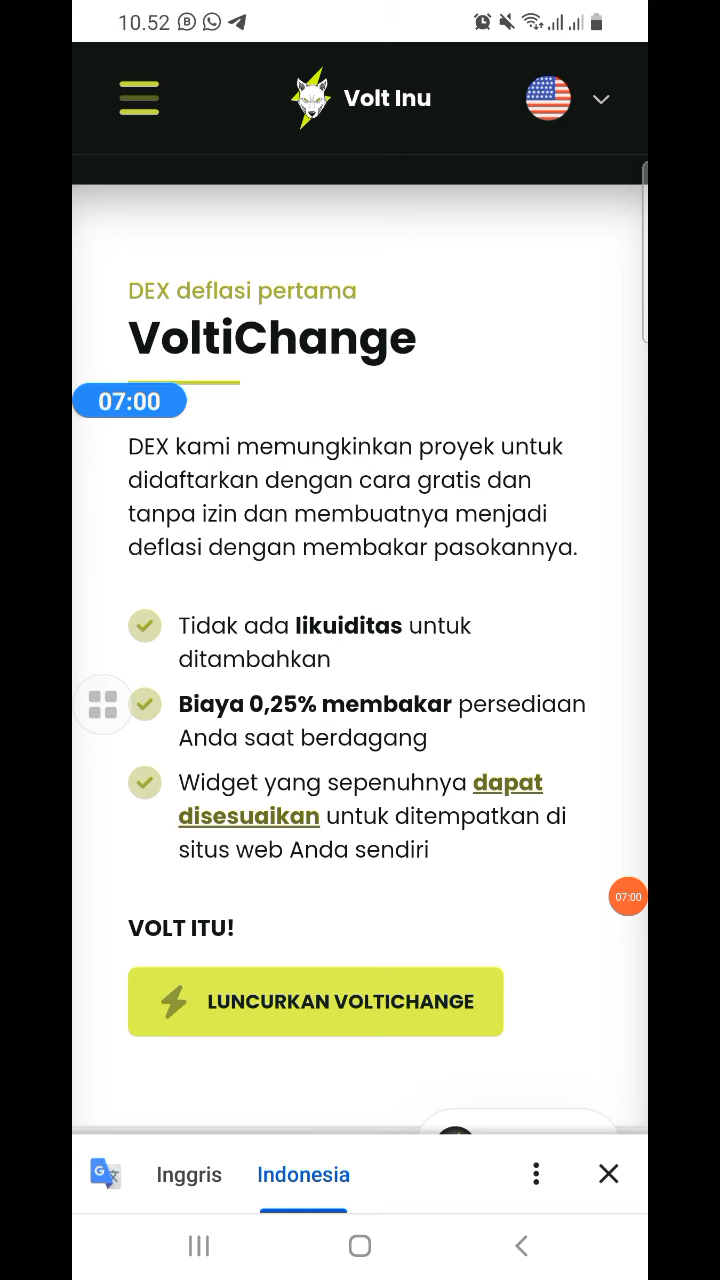 10.52
Volt Inu
DEX deflasi pertama
VoltiChange
07:00
DEX kami memungkinkan proyek untuk
didaftarkan dengan cara gratis dan
tanpa izin dan membuatnya menjadi
deflasi dengan membakar pasokannya.
Tidak ada likuiditas untuk
ditambahkan
Biaya 0,25% membakar persediaan
Anda saat berdagang
Widget yang sepenuhnya dapat
disesuaikan untuk ditempatkan di
situs web Anda sendiri
07:00
VOLT ITU!
LUNCURKAN VOLTICHANGE
Inggris Indonesia